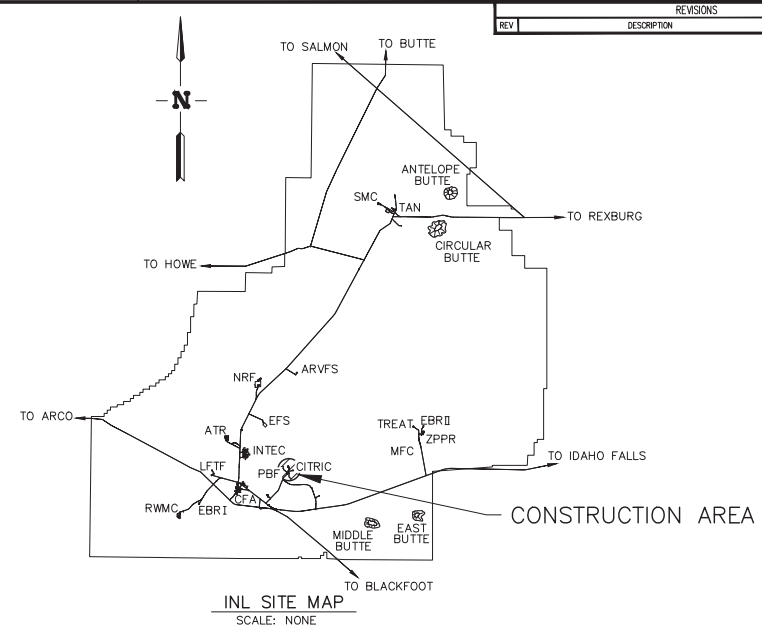 REVISIONS
REV
DESCRIPTION
TO SALMON
TO BUTTE
N
ANTELOPE
BUTTE
SMC
TAN
TO REXBURG
CIRCULAR
BUTTE
TO HOWE
ARVFS
NRF
TO ARCO
EFS
ATR
TREAT
EBRII
ZPPR
MFC
INTEC
TO IDAHO FALLS
LFTF
PBF
CITRIC
CFA
RWMC
EBRI
CONSTRUCTION AREA
MIDDLE
BUTTE
EAST
BUTTE
TO BLACKFOOT
INL SITE MAP
SCALE: NONE